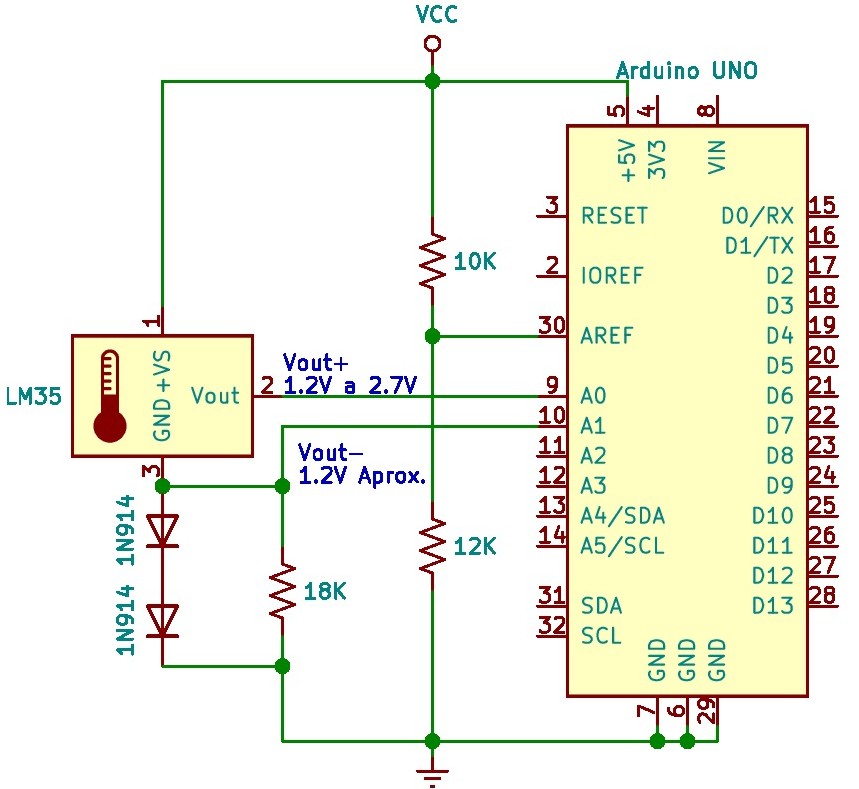 VCC
Arduino UNO
5
4
8
+5V
3V3
VIN
3
RESET
D0/RX
15
D1/TX
16
2
IOREF
D2
17
10K
D3
18
1
30
AREF
D4
19
D5
20
LM35
GND
+VS
Vout
2
Vout+
1.2V a 2.7V
9
A0
D6
21
10
A1
D7
22
Vout-
1.2V Aprox.
11
A2
D8
23
3
12
A3
D9
24
13
A4/SDA
D10
25
1N914
12K
14
A5/SCL
D11
26
D12
27
1N914
18K
31
SDA
D13
28
32
SCL
GND
GND
GND
7
6
29